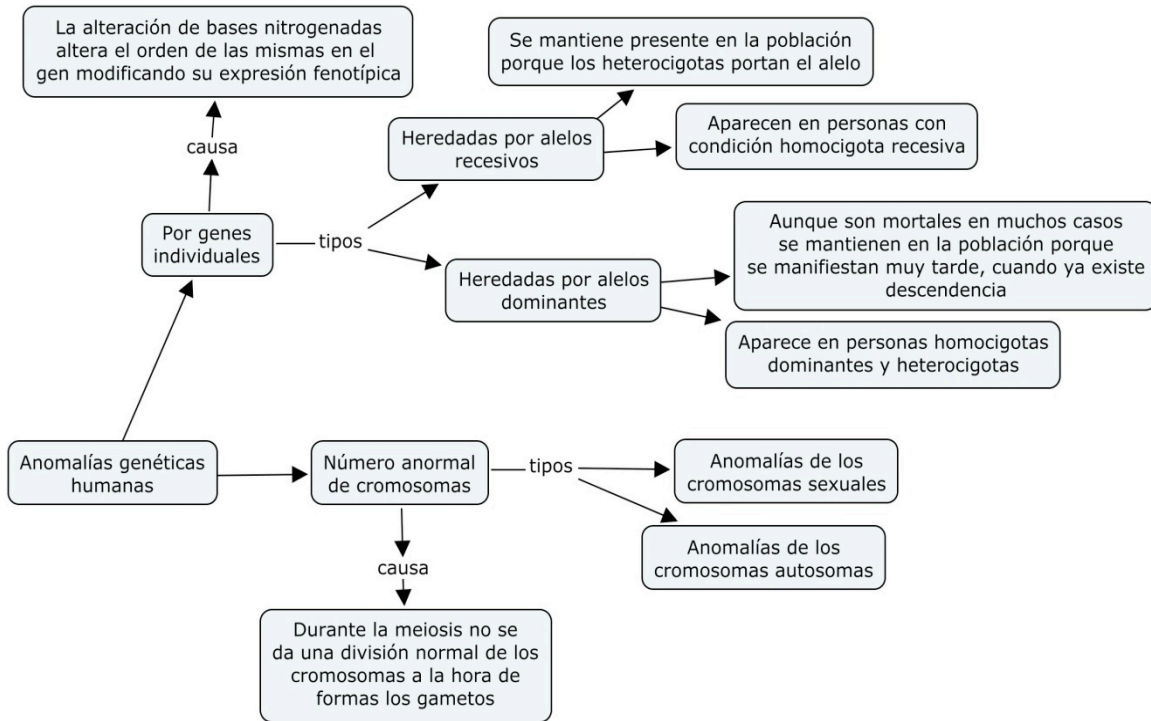 La alteración de bases nitrogenadas
altera el orden de las mismas en el
gen modificando su expresión fenotípica
causa
Por genes
individuales
tipos
Heredadas por alelos
recesivos
Se mantiene presente en la población
porque los heterocigotas portan el alelo
Aparecen en personas con
condición homocigota recesiva
Heredadas por alelos
dominantes
Aunque son mortales en muchos casos
se mantienen en la población porque
se manifiestan muy tarde, cuando ya existe
descendencia
Aparece en personas homocigotas
dominantes y heterocigotas
Anomalías genéticas
humanas
Número anormal
de cromosomas
tipos
Anomalías de los
cromosomas sexuales
Anomalías de los
cromosomas autosomas
causa
Durante la meiosis no se
da una división normal de los
cromosomas a la hora de
formas los gametos